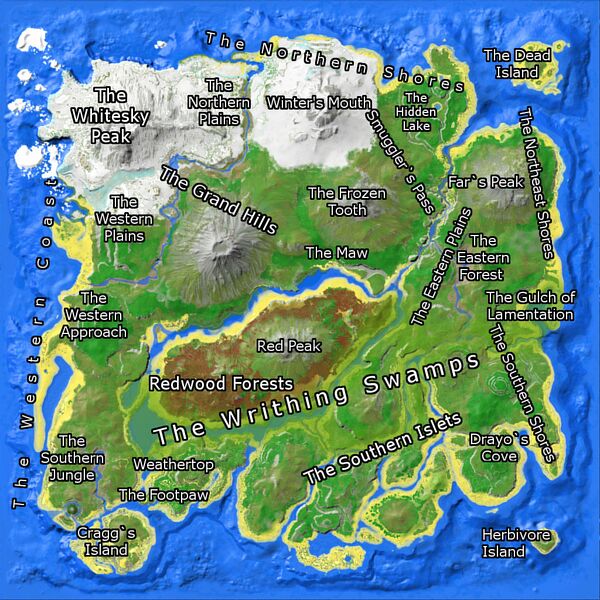 The Northern Shores
The Dead
Island
The
Whitesky
Peak
The
Northern
Plains
Winter's Mouth
The
Hidden
Lake
Smuggler`s Pass
The Northeast Shores
Far`s Peak
The Grand Hills
The Frozen
Tooth
The
Western
Plains
The Western Coast
The Maw
The Eastern Plains
The
Eastern
Forest
The
Western
Approach
The Gulch of
Lamentation
Red Peak
The Southern Shores
Redwood Forests
The Writhing Swamps
The
Southern
Jungle
Weathertop
The Southern Islets
Drayo`s
Cove
The Footpaw
Cragg`s
Island
Herbivore
Island